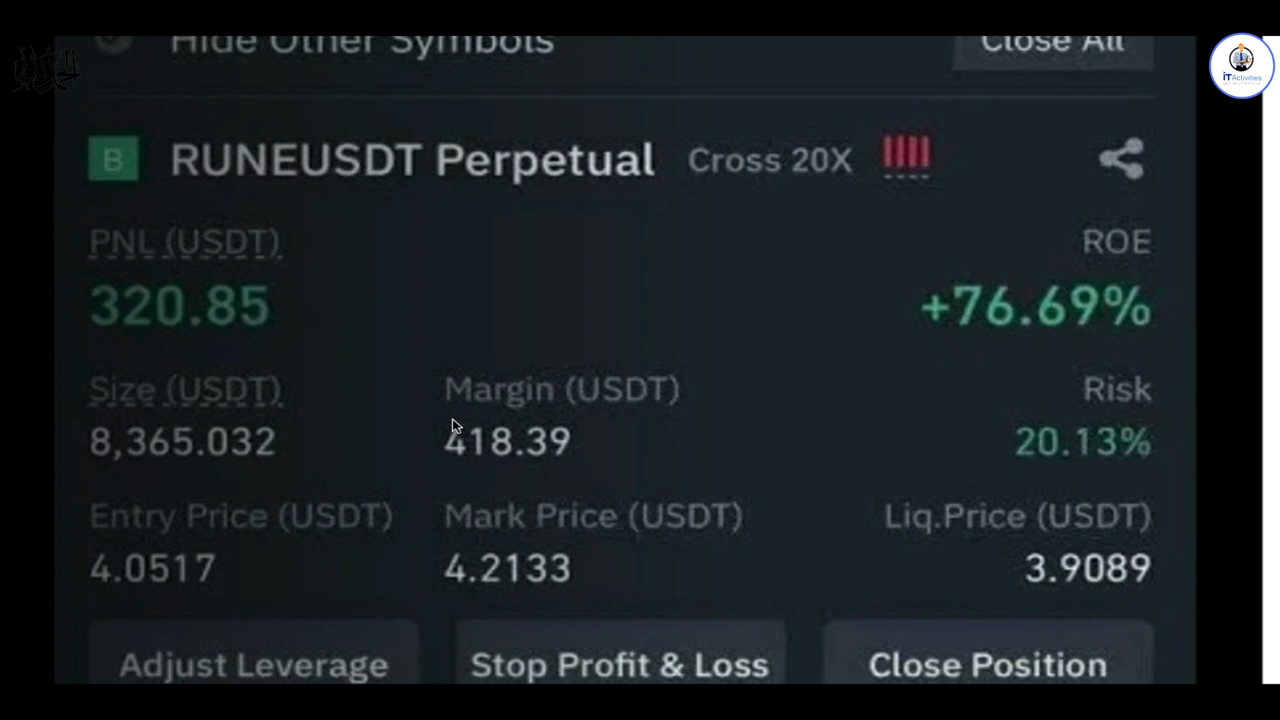 Hide Other Symbols Close All
iT Activities
B RUNEUSDT Perpetual Cross 20X
PNL (USDT) ROE
320.85 +76.69%
Size (USDT) Margin (USDT) Risk
8,365.032 418.39 20.13%
Entry Price (USDT) Mark Price (USDT) Liq.Price (USDT)
4.0517 4.2133 3.9089
Adjust Leverage Stop Profit & Loss Close Position